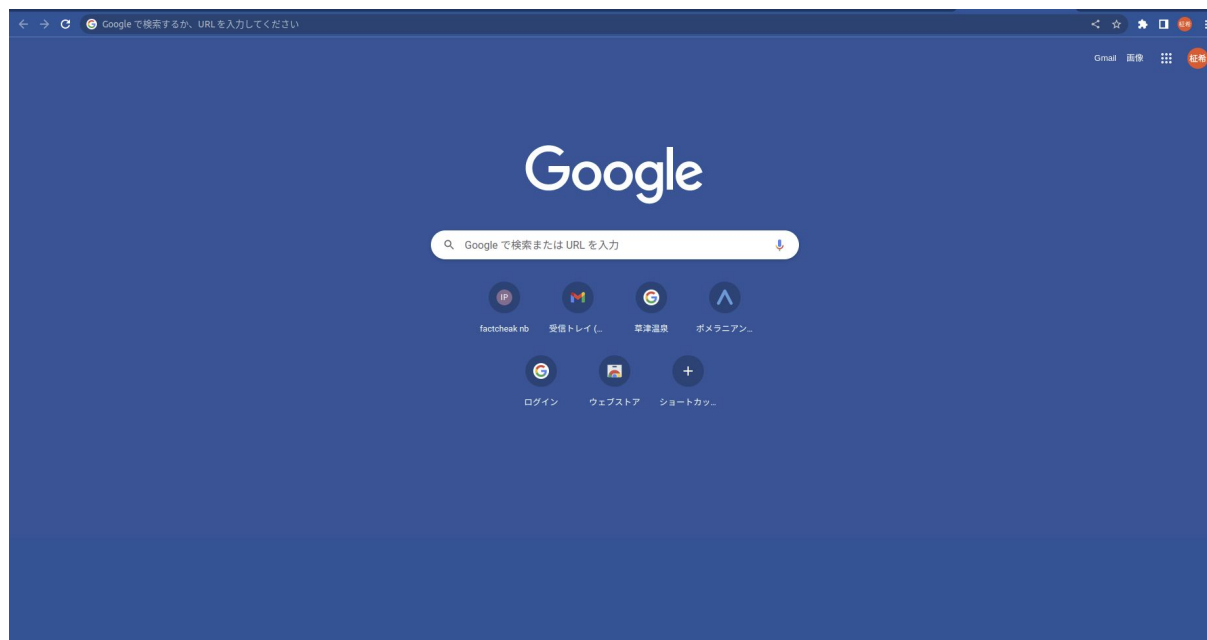 Google で検索するか、URL を入力してください
Gmail 画像
Google
Google で検索または URL を入力
IP
factcheak nb 受信トレイ (... 草津温泉 ポメラニアン...
ログイン ウェブストア ショートカッ...